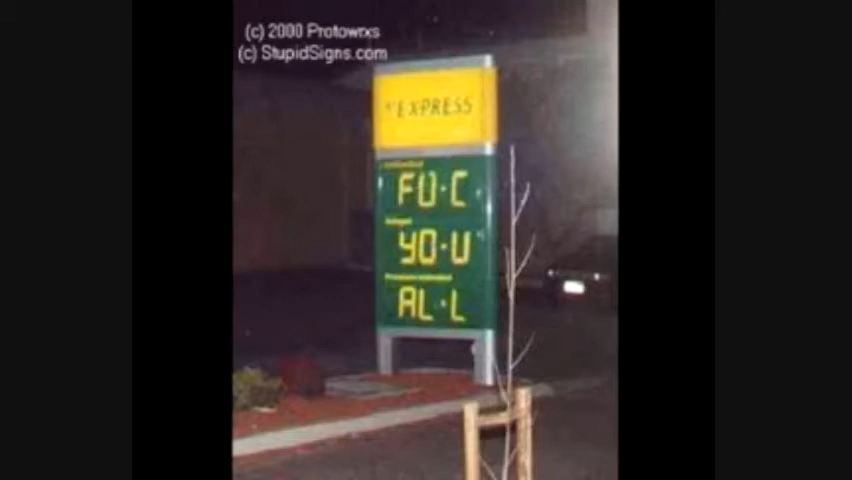 (c) 2000 Protowrxs
(c) StupidSigns.com
EXPRESS
FU·C
YO·U
AL·L